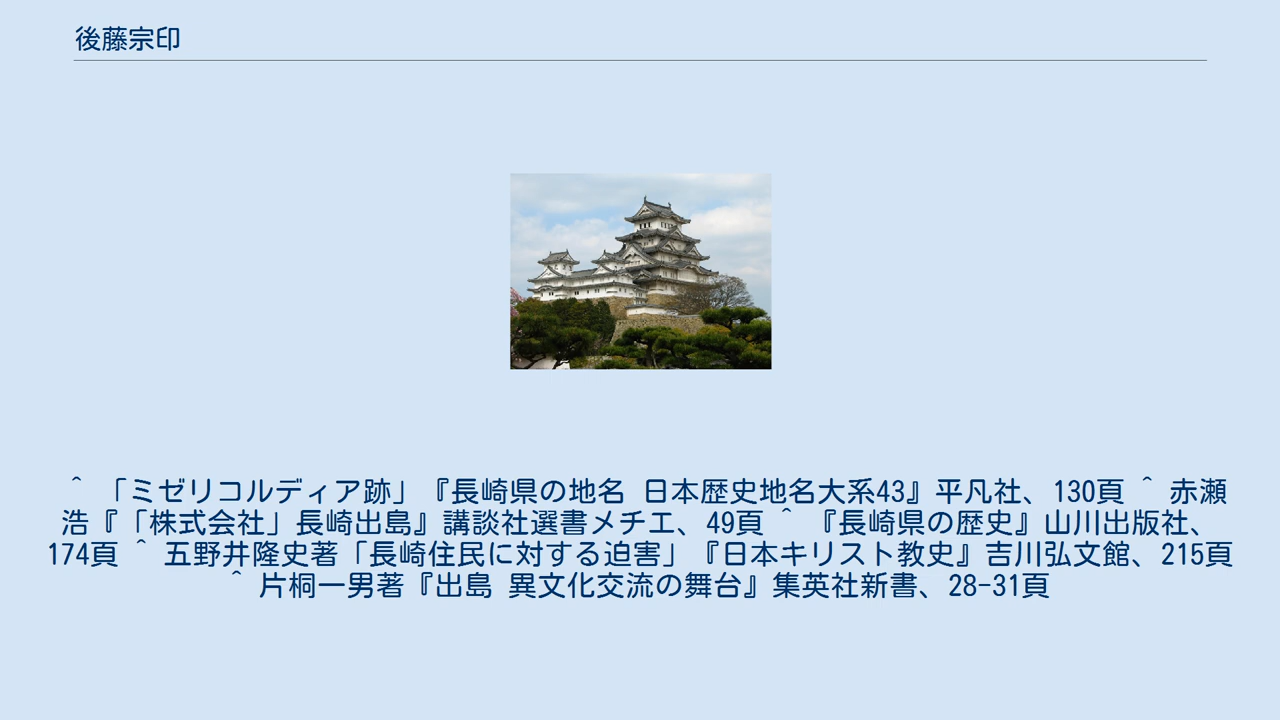 後藤宗印
^ 「ミゼリコルディア跡」『長崎県の地名 日本歴史地名大系43』平凡社、130頁 ^ 赤瀬
浩『「株式会社」長崎出島』講談社選書メチエ、49頁 ^ 『長崎県の歴史』山川出版社、
174頁 ^ 五野井隆史著「長崎住民に対する迫害」『日本キリスト教史』吉川弘文館、215頁
^ 片桐一男著『出島 異文化交流の舞台』集英社新書、28-31頁